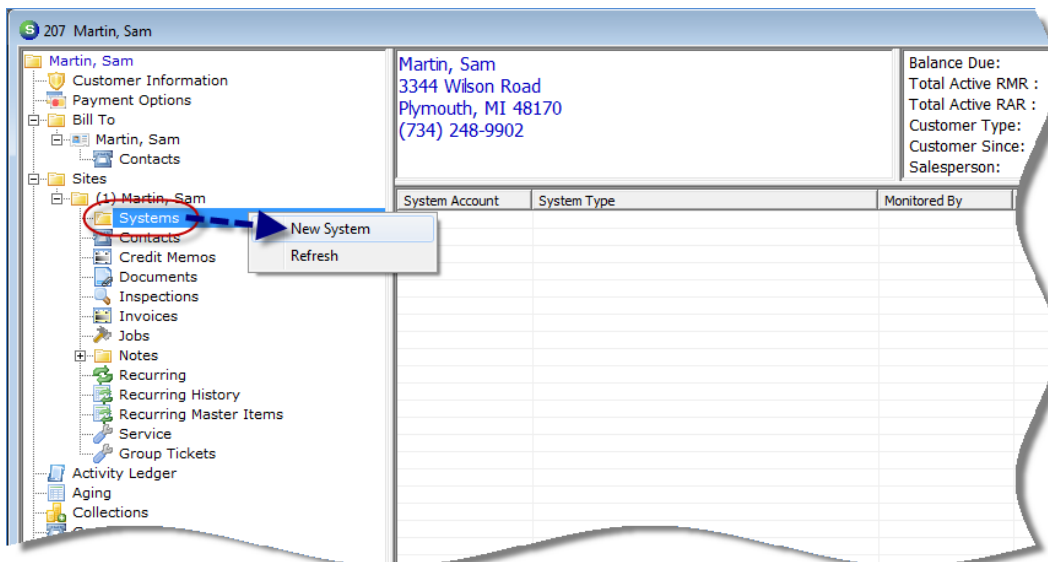 207 Martin, Sam
Martin, Sam
Customer Information
Payment Options
Bill To
Martin, Sam
Contacts
Sites
(1) Martin, Sam
Systems
Contacts
Credit Memos
Documents
Inspections
Invoices
Jobs
Notes
Recurring
Recurring History
Recurring Master Items
Service
Group Tickets
Activity Ledger
Aging
Collections
New System
Refresh
Martin, Sam
3344 Wilson Road
Plymouth, MI 48170
(734) 248-9902
Balance Due:
Total Active RMR :
Total Active RAR :
Customer Type:
Customer Since:
Salesperson:
System Account System Type Monitored By